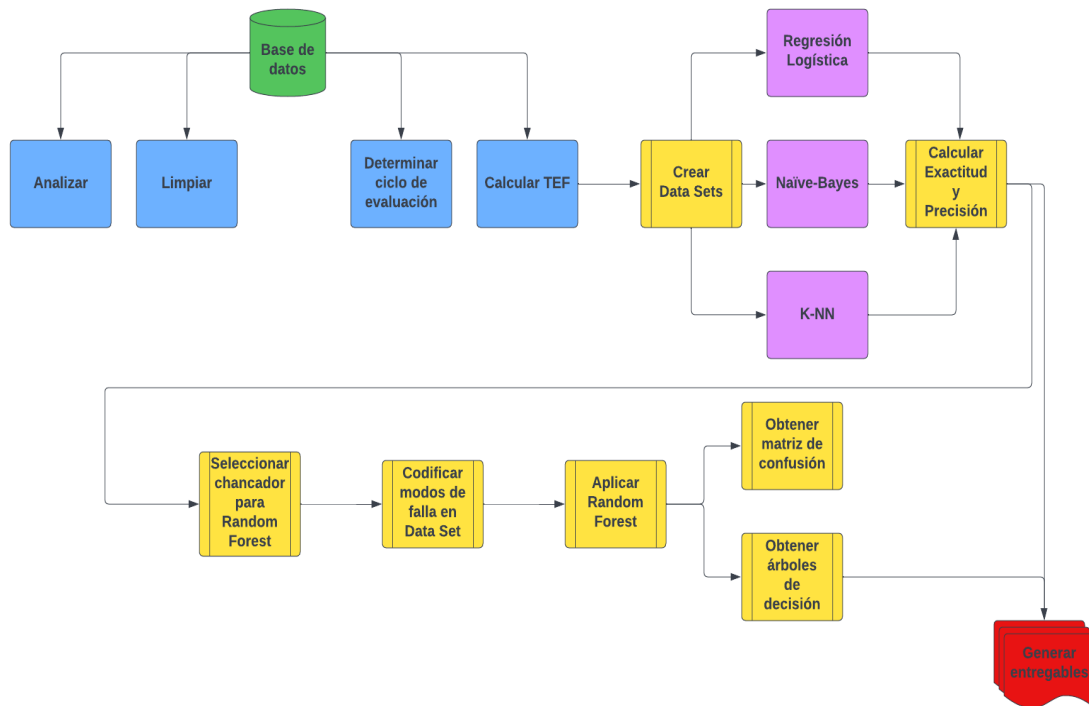 Base de
datos
Analizar
Limpiar
Determinar
ciclo de
evaluación
Calcular TEF
Crear
Data Sets
Regresión
Logística
Naïve-Bayes
K-NN
Calcular
Exactitud
y
Precisión
Seleccionar
chancador
para
Random
Forest
Codificar
modos de
falla en
Data Set
Aplicar
Random
Forest
Obtener
matriz de
confusión
Obtener
árboles
de
decisión
Generar
entregables